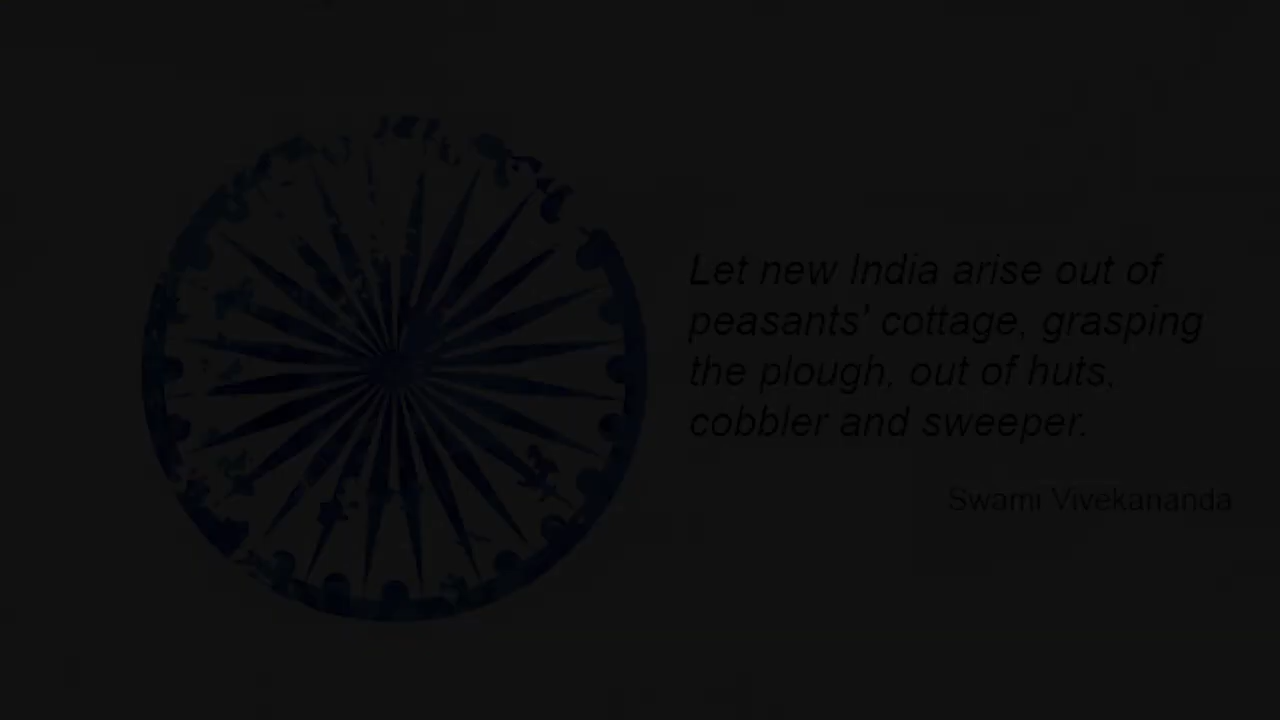 Let new India arise out of
peasants' cottage, grasping
the plough, out of huts,
cobbler and sweeper.
Swami Vivekananda